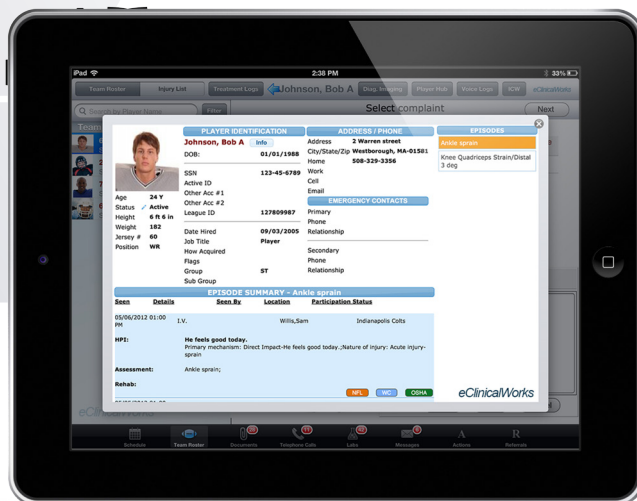 iPad
2:38 PM
33%
Team Roster
Injury List
Treatment Logs
Johnson, Bob A
Diag. Imaging
Player Hub
Voice Logs
ICW
eClinicalWorks
Search by Player Name
Filter
Select complaint
Next
Team
PLAYER IDENTIFICATION
Johnson, Bob A Info
DOB: 01/01/1988
SSN 123-45-6789
Active ID
Other Acc #1
Other Acc #2
League ID 127809987
Date Hired 09/03/2005
Job Title Player
How Acquired
Flags
Group ST
Sub Group
Age 24 Y
Status Active
Height 6 ft 6 in
Weight 182
Jersey # 60
Position WR
ADDRESS / PHONE
Address 2 Warren street
City/State/Zip Westborough, MA-01581
Home 508-329-3356
Work
Cell
Email
EMERGENCY CONTACTS
Primary
Phone
Relationship
Secondary
Phone
Relationship
EPISODES
Ankle sprain
Knee Quadriceps Strain/Distal
3 deg
EPISODE SUMMARY - Ankle sprain
Seen Details Seen By Location Participation Status
05/06/2012 01:00
PM
I.V. Willis,Sam Indianapolis Colts
HPI: He feels good today.
Primary mechanism: Direct Impact-He feels good today.;Nature of injury: Acute injury-
sprain
Assessment: Ankle sprain;
Rehab:
NFL WC OSHA
eClinicalWorks
Schedule
Team Roster
Documents
Telephone Calls
Labs
Messages
Actions
Referrals